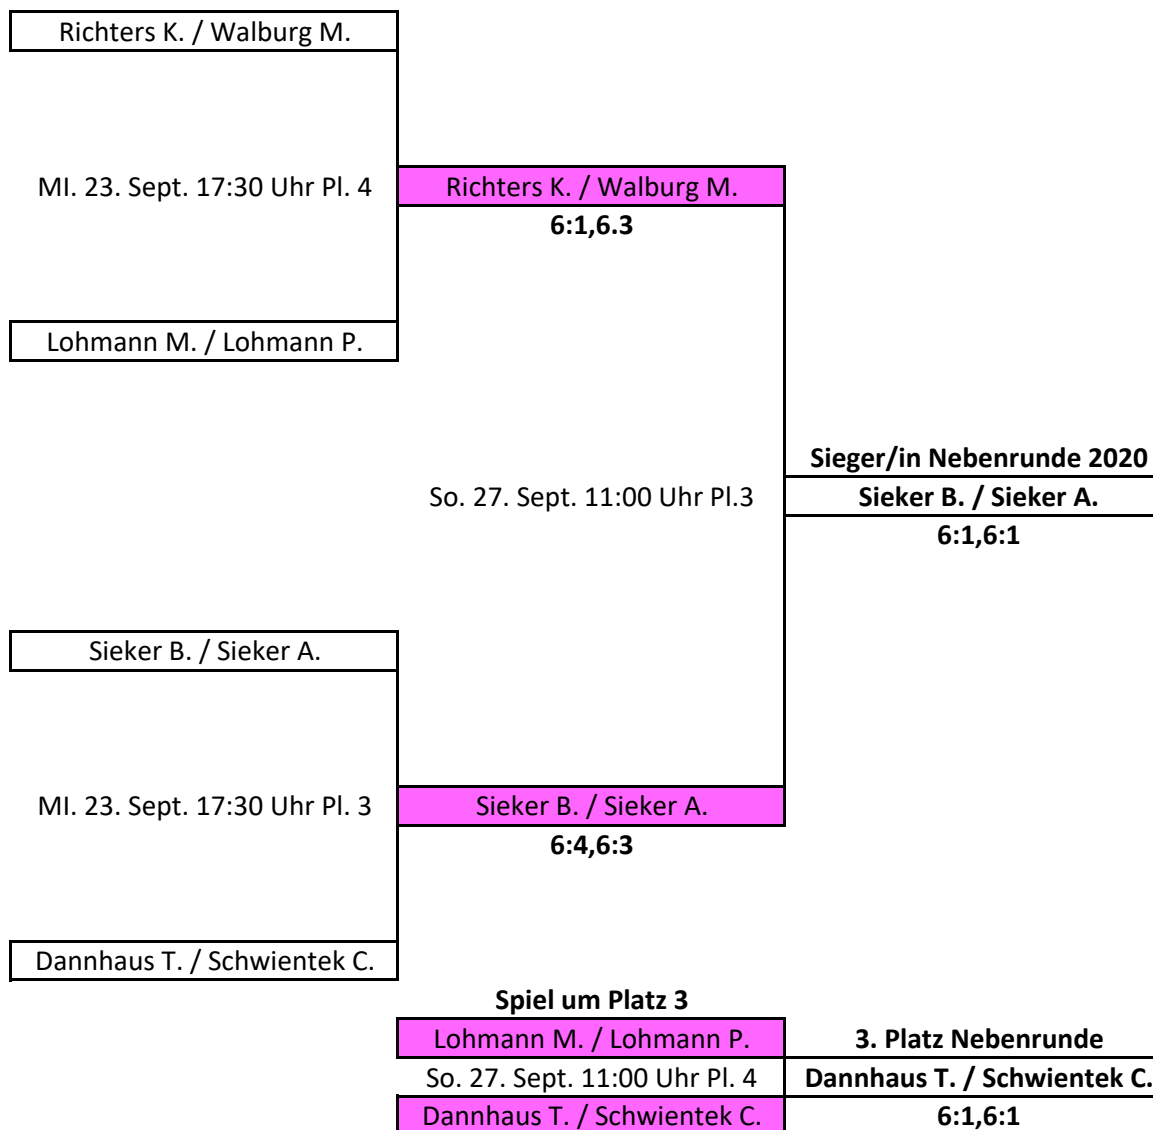 Richters K. / Walburg M.
MI. 23. Sept. 17:30 Uhr Pl. 4
Richters K. / Walburg M.
6:1,6.3
Lohmann M. / Lohmann P.
Sieger/in Nebenrunde 2020
So. 27. Sept. 11:00 Uhr Pl.3
Sieker B. / Sieker A.
6:1,6:1
Sieker B. / Sieker A.
MI. 23. Sept. 17:30 Uhr Pl. 3
Sieker B. / Sieker A.
6:4,6:3
Dannhaus T. / Schwientek C.
Spiel um Platz 3
Lohmann M. / Lohmann P.
3. Platz Nebenrunde
So. 27. Sept. 11:00 Uhr Pl. 4
Dannhaus T. / Schwientek C.
Dannhaus T. / Schwientek C.
6:1,6:1